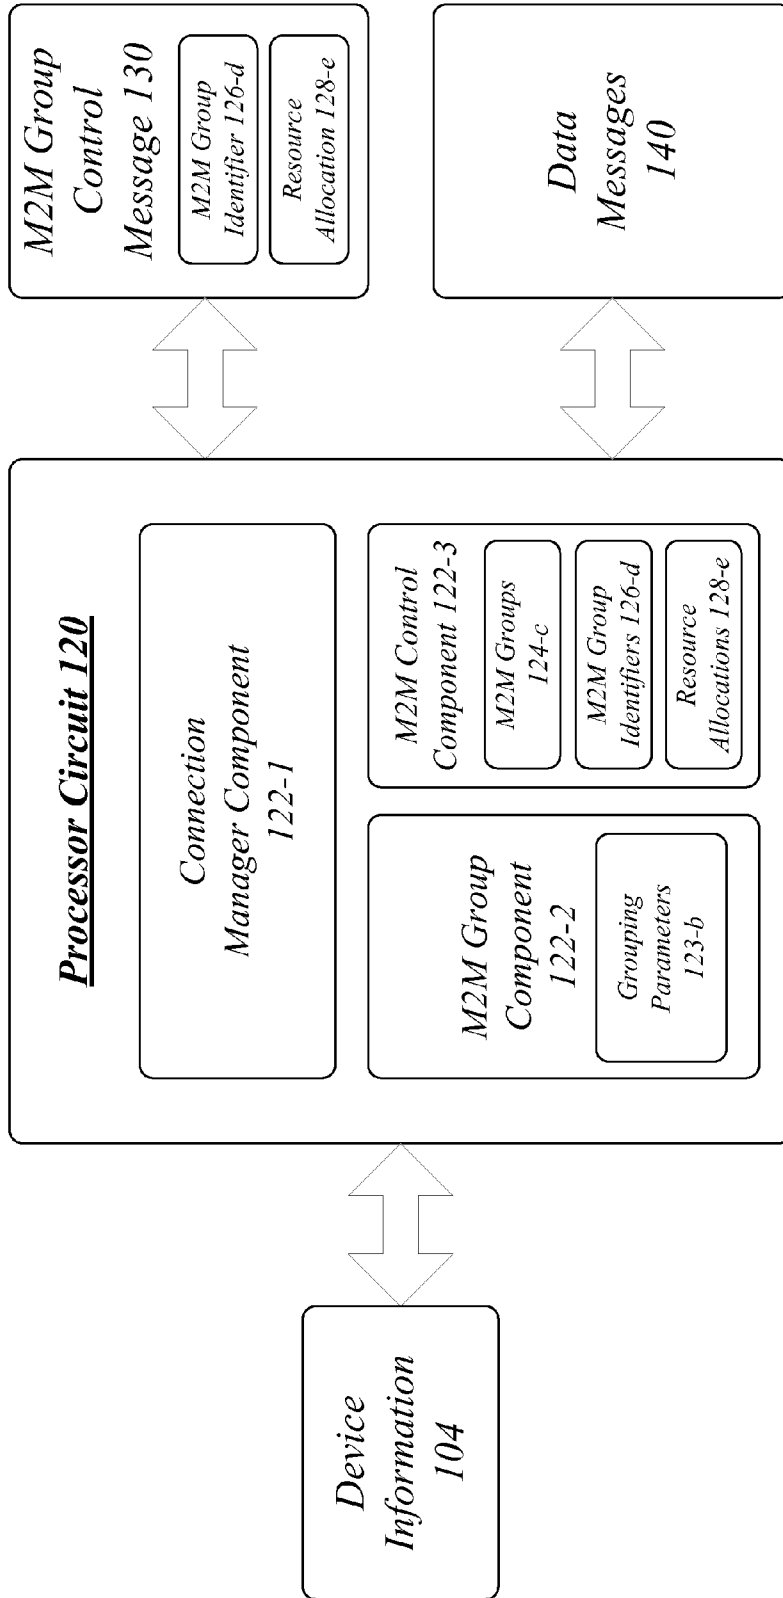 Processor Circuit 120
Device
Information
104
Connection
Manager Component
122-1
M2M Group
Component
122-2
Grouping
Parameters
123-b
M2M Control
Component 122-3
M2M Groups
124-c
M2M Group
Identifiers 126-d
Resource
Allocations 128-e
M2M Group
Control
Message 130
M2M Group
Identifier 126-d
Resource
Allocation 128-e
Data
Messages
140